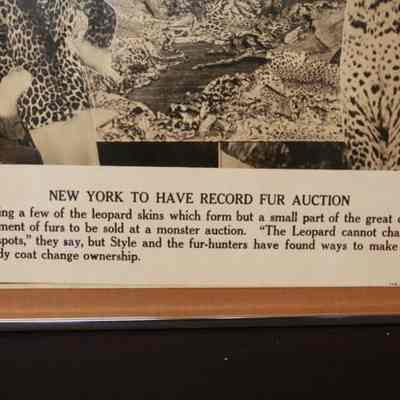 NEW YORK TO HAVE RECORD FUR AUCTION
ing a few of the leopard skins which form but a small part of the great
ment of furs to be sold at a monster auction. "The Leopard cannot cha
spots," they say, but Style and the fur-hunters have found ways to make
dy coat change ownership.